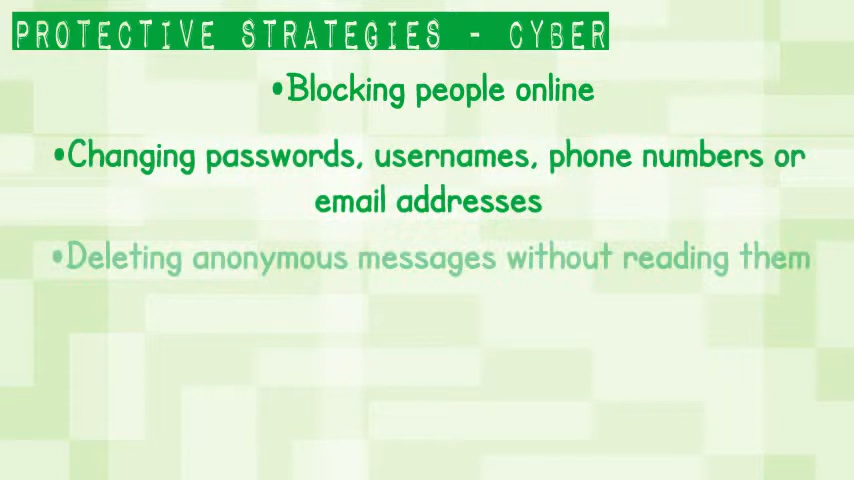 PROTECTIVE STRATEGIES - CYBER
•Blocking people online
•Changing passwords, usernames, phone numbers or
email addresses
•Deleting anonymous messages without reading them